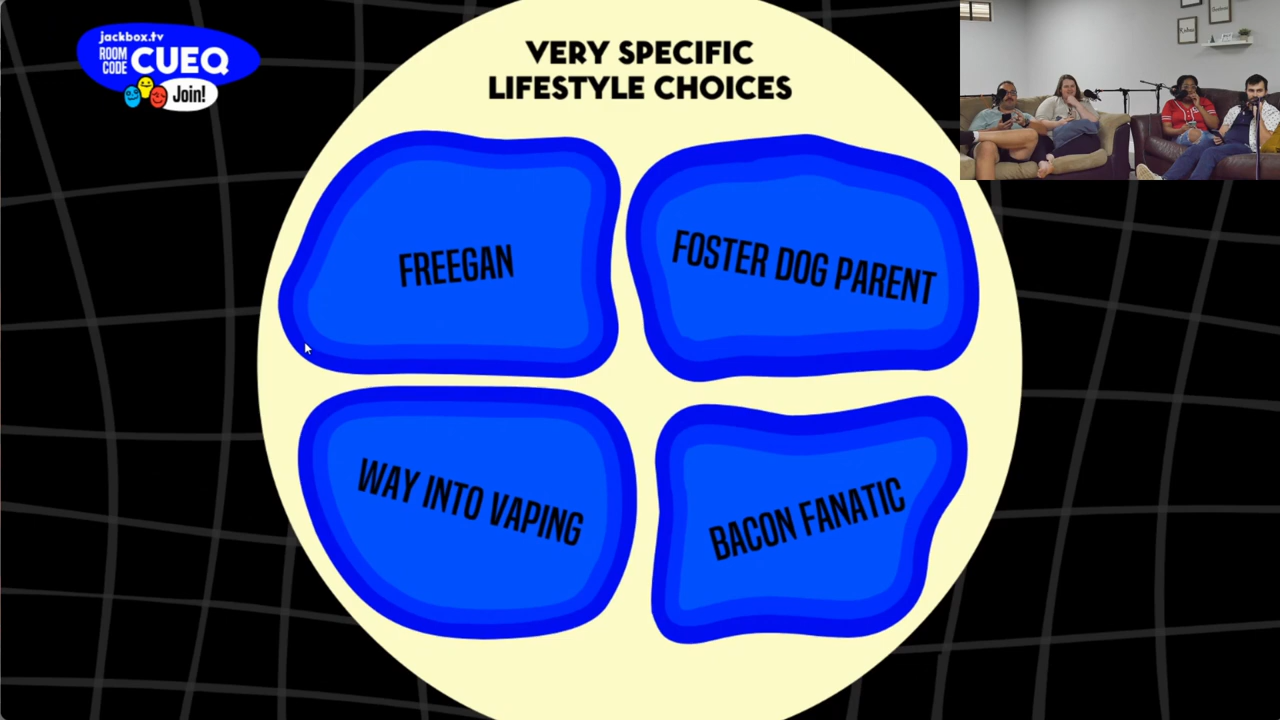 jackbox.tv
ROOM
CODE
CUEQ
Join!
VERY SPECIFIC
LIFESTYLE CHOICES
FREEGAN
FOSTER DOG PARENT
WAY INTO VAPING
BACON FANATIC